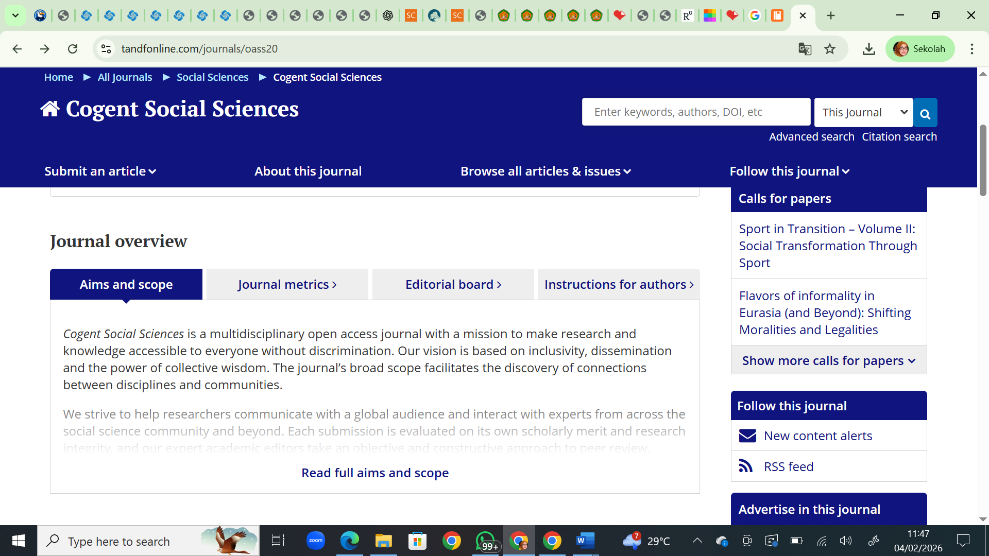 tandfonline.com/journals/oass20
Sekolah
Home All Journals Social Sciences Cogent Social Sciences
Cogent Social Sciences
Enter keywords, authors, DOI, etc
This Journal
Advanced search Citation search
Submit an article
About this journal
Browse all articles & issues
Follow this journal
Journal overview
Aims and scope
Journal metrics
Editorial board
Instructions for authors
Cogent Social Sciences is a multidisciplinary open access journal with a mission to make research and
knowledge accessible to everyone without discrimination. Our vision is based on inclusivity, dissemination
and the power of collective wisdom. The journal's broad scope facilitates the discovery of connections
between disciplines and communities.
We strive to help researchers communicate with a global audience and interact with experts from across the
social science community and beyond. Each submission is evaluated on its own scholarly merit and research
integrity, and our expert academic editors take an objective and constructive approach to peer review.
Read full aims and scope
Calls for papers
Sport in Transition – Volume II:
Social Transformation Through
Sport
Flavors of informality in
Eurasia (and Beyond): Shifting
Moralities and Legalities
Show more calls for papers
Follow this journal
New content alerts
RSS feed
Advertise in this journal
Type here to search
zoom
99+
29°C
11:47
04/02/2026